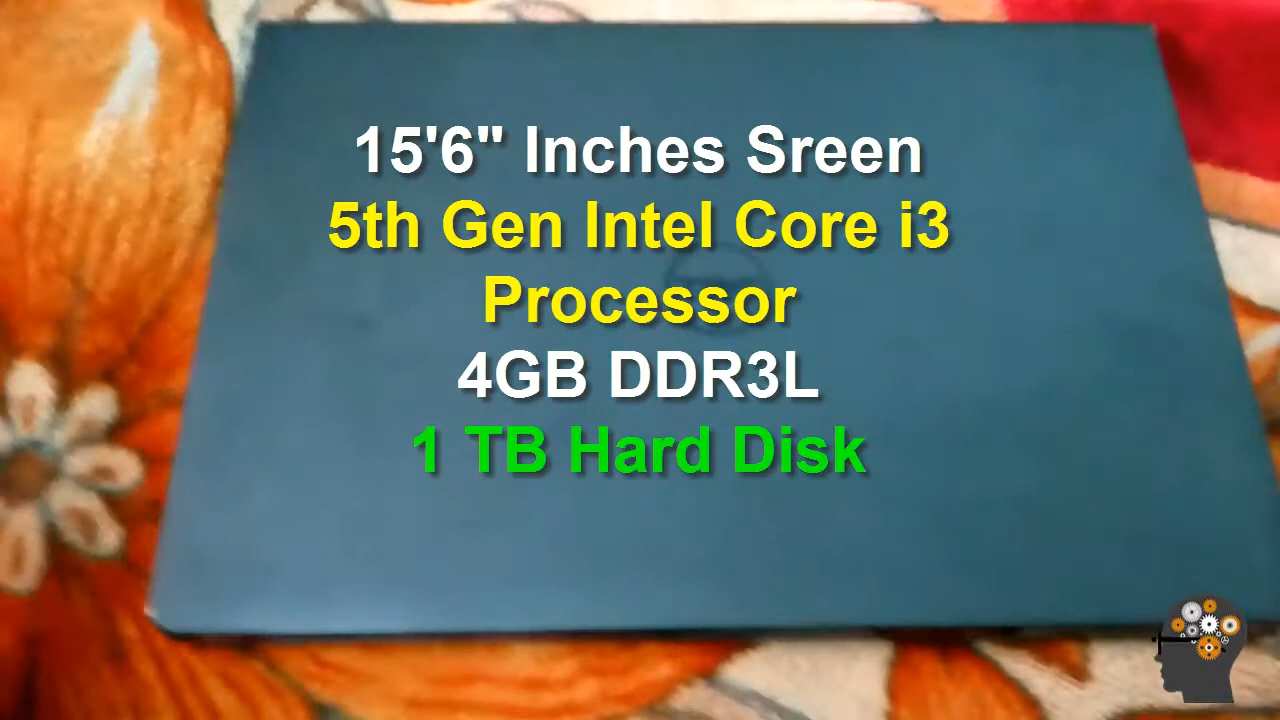 15'6" Inches Sreen
5th Gen Intel Core i3
Processor
4GB DDR3L
1 TB Hard Disk